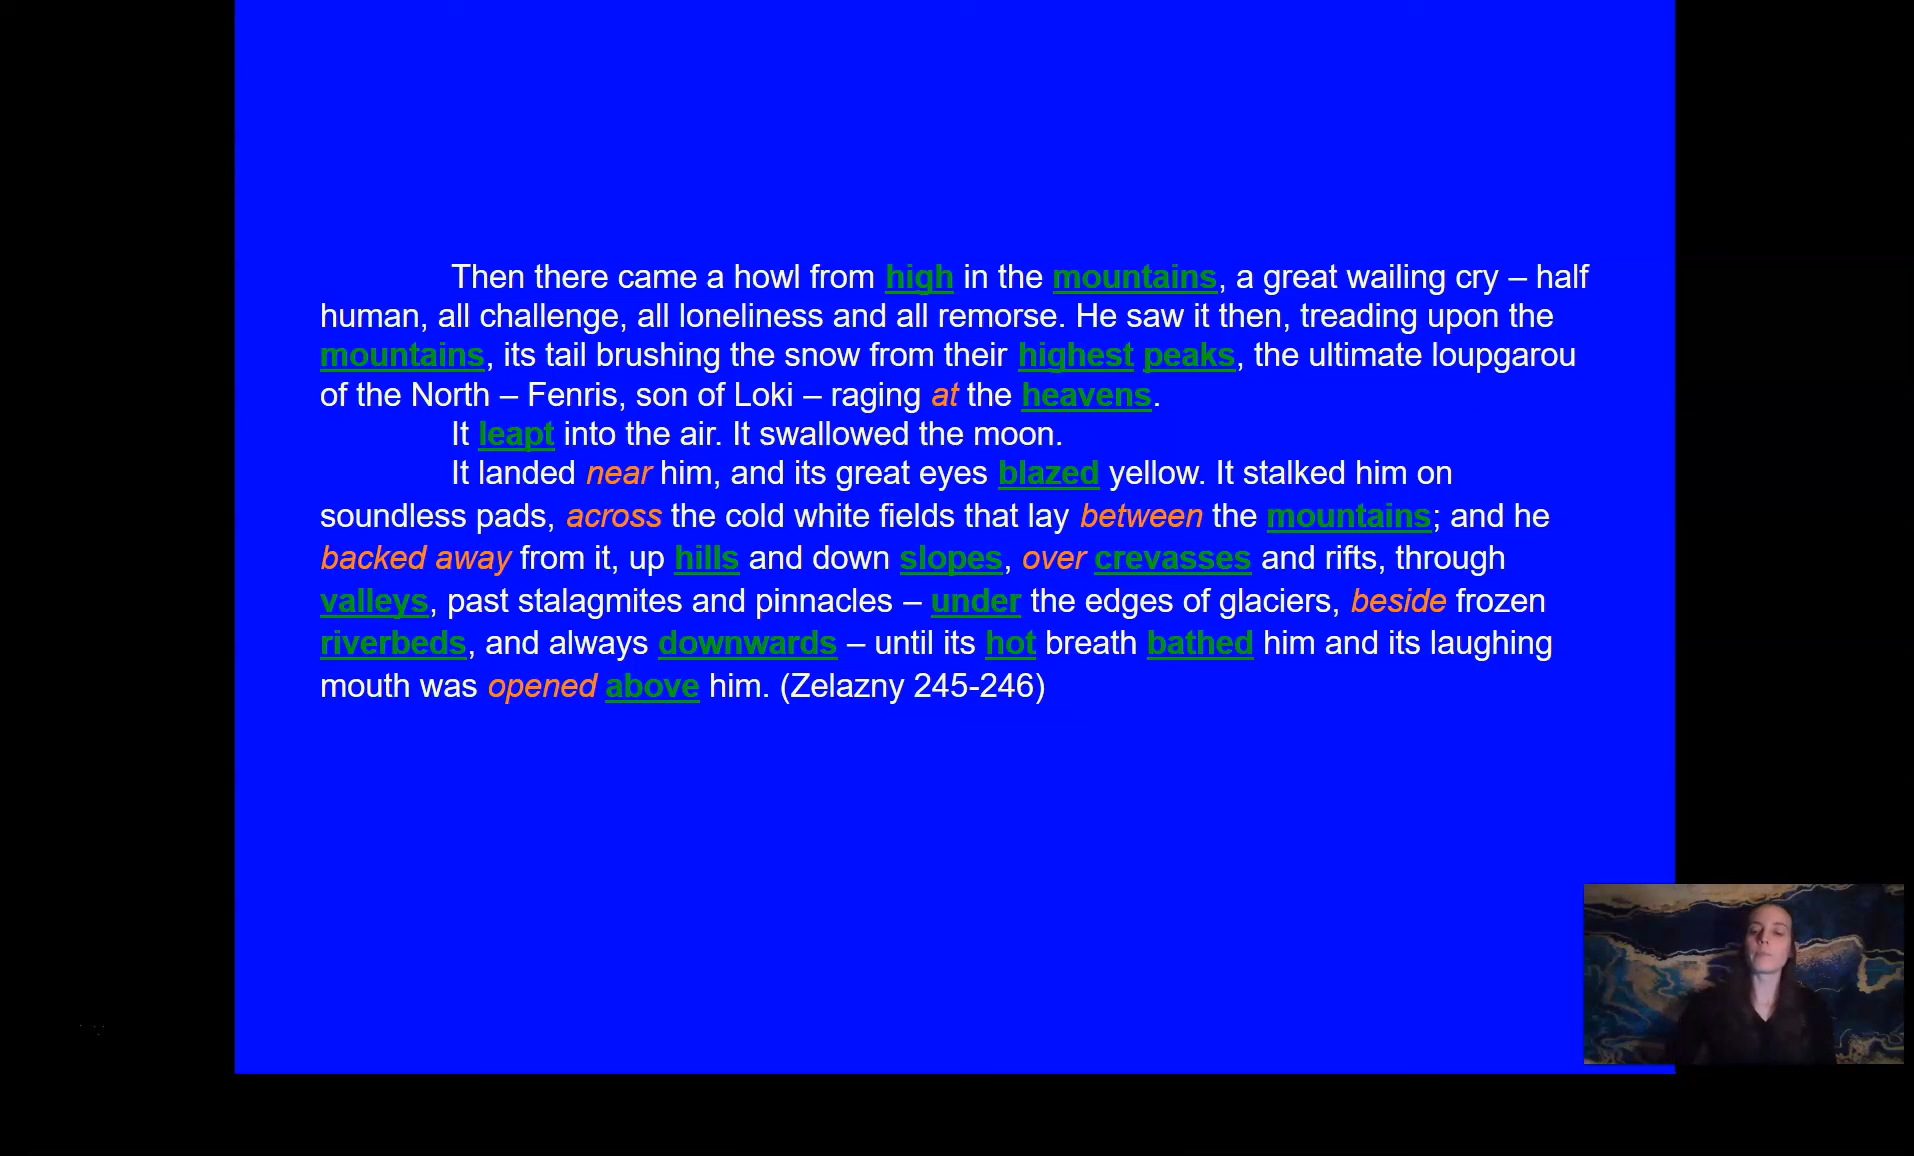 Then there came a howl from high in the mountains, a great wailing cry – half
human, all challenge, all loneliness and all remorse. He saw it then, treading upon the
mountains, its tail brushing the snow from their highest peaks, the ultimate loupgarou
of the North – Fenris, son of Loki – raging at the heavens.
It leapt into the air. It swallowed the moon.
It landed near him, and its great eyes blazed yellow. It stalked him on
soundless pads, across the cold white fields that lay between the mountains; and he
backed away from it, up hills and down slopes, over crevasses and rifts, through
valleys, past stalagmites and pinnacles – under the edges of glaciers, beside frozen
riverbeds, and always downwards – until its hot breath bathed him and its laughing
mouth was opened above him. (Zelazny 245-246)